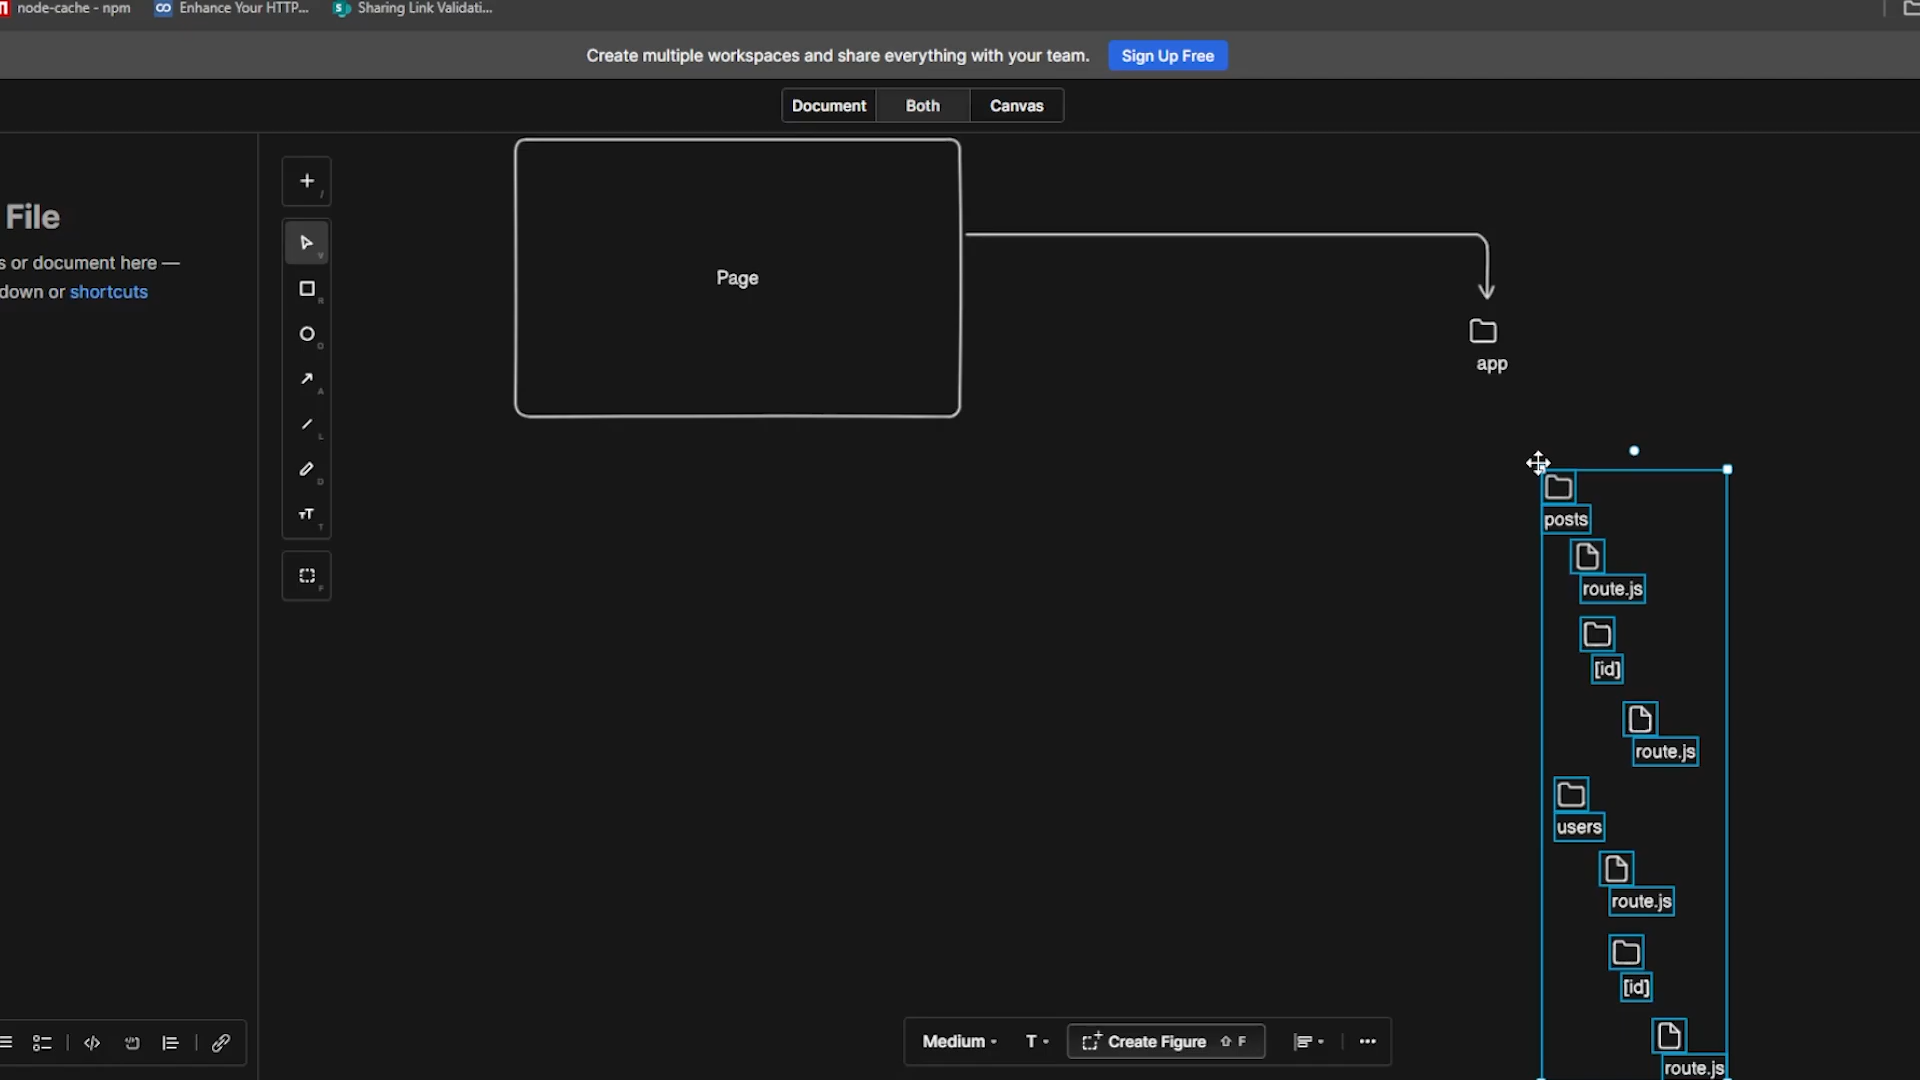 node-cache - npm
Enhance Your HTTP...
Sharing Link Validati...
Create multiple workspaces and share everything with your team.
Sign Up Free
Document
Both
Canvas
File
s or document here —
down or shortcuts
Page
app
posts
route.js
[id]
route.js
users
route.js
[id]
route.js
Medium
T
Create Figure
F